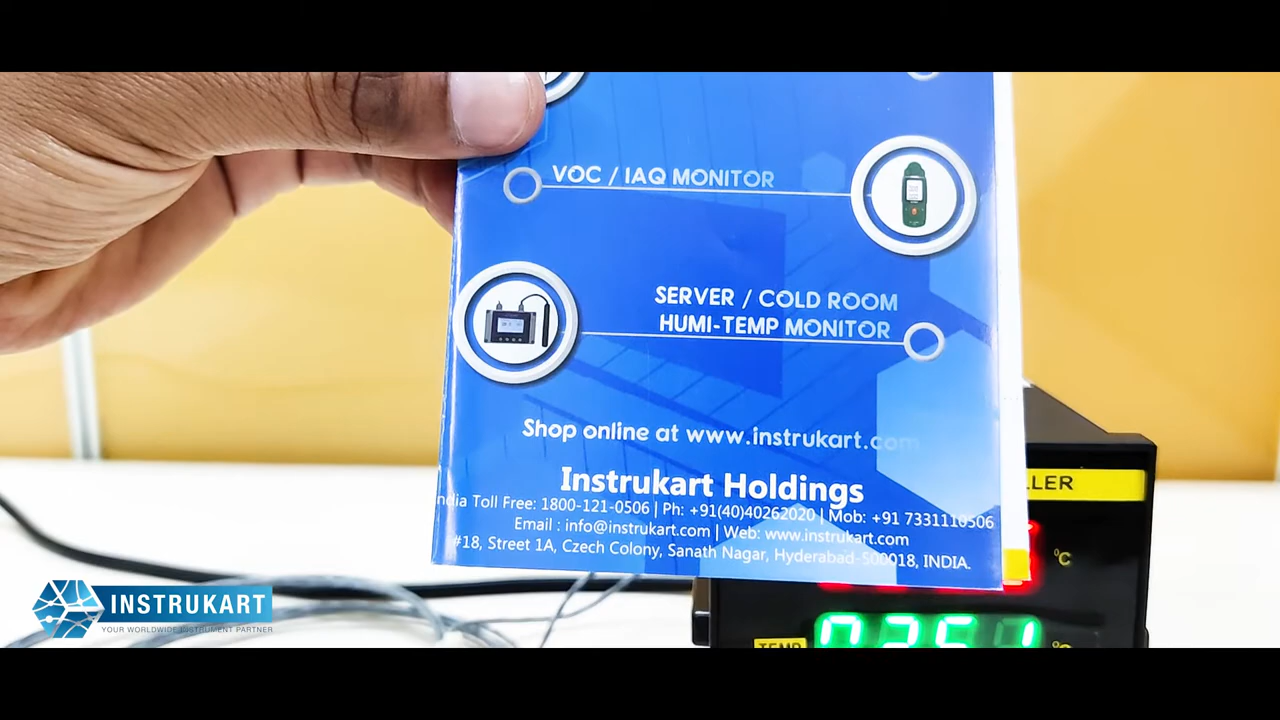 VOC / IAQ MONITOR
SERVER / COLD ROOM
HUMI-TEMP MONITOR
Shop online at www.instrukart.com
Instrukart Holdings
India Toll Free: 1800-121-0506 | Ph: +91(40)40262020 | Mob: +91 7331110506
Email : info@instrukart.com | Web: www.instrukart.com
#18, Street 1A, Czech Colony, Sanath Nagar, Hyderabad-500018, INDIA.
LLER
°C
TEMP
°C
INSTRUKART
YOUR WORLDWIDE INSTRUMENT PARTNER